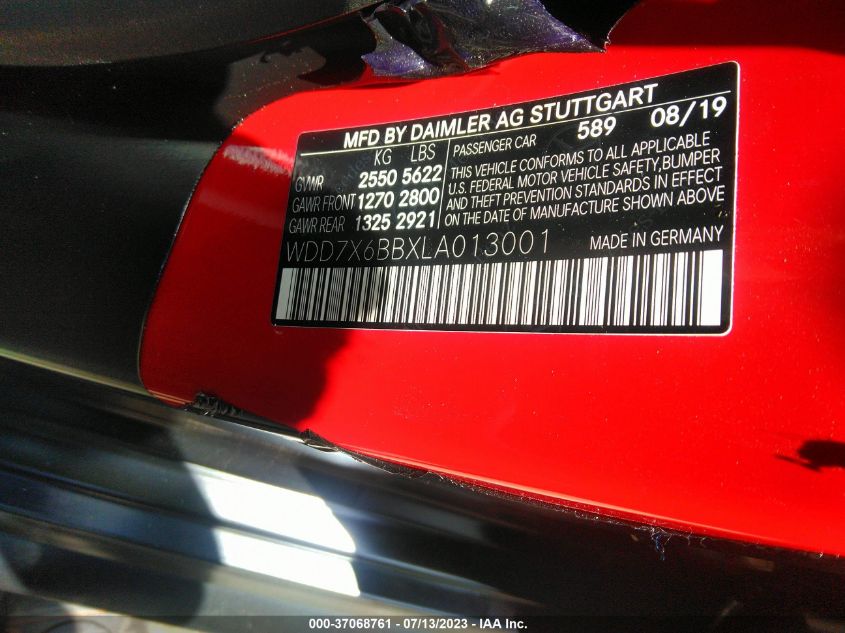 MFD BY DAIMLER AG STUTTGART
KG LBS
GVWR 2550 5622
GAWR FRONT 1270 2800
GAWR REAR 1325 2921
PASSENGER CAR 589 08/19
THIS VEHICLE CONFORMS TO ALL APPLICABLE
U.S. FEDERAL MOTOR VEHICLE SAFETY, BUMPER
AND THEFT PREVENTION STANDARDS IN EFFECT
ON THE DATE OF MANUFACTURE SHOWN ABOVE
WDD7X6BBXLA013001 MADE IN GERMANY
000-37068761 - 07/13/2023 - IAA Inc.